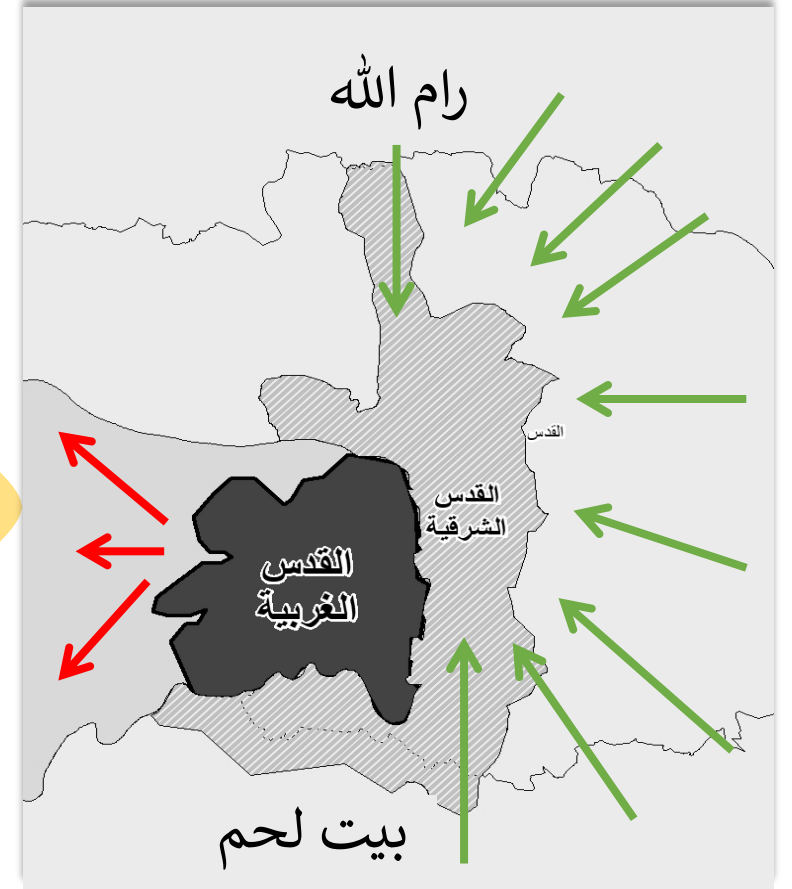 رام الله
القدس
القدس
الشرقية
القدس
الغربية
بيت لحم